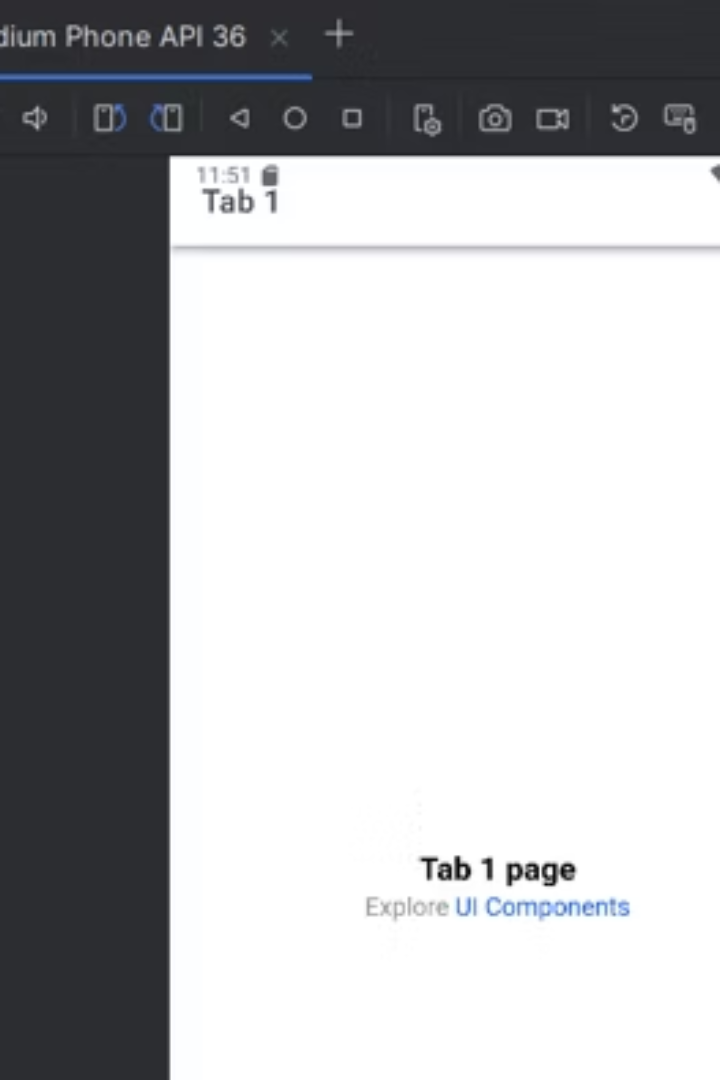 dium Phone API 36
11:51
Tab 1
Tab 1 page
Explore UI Components